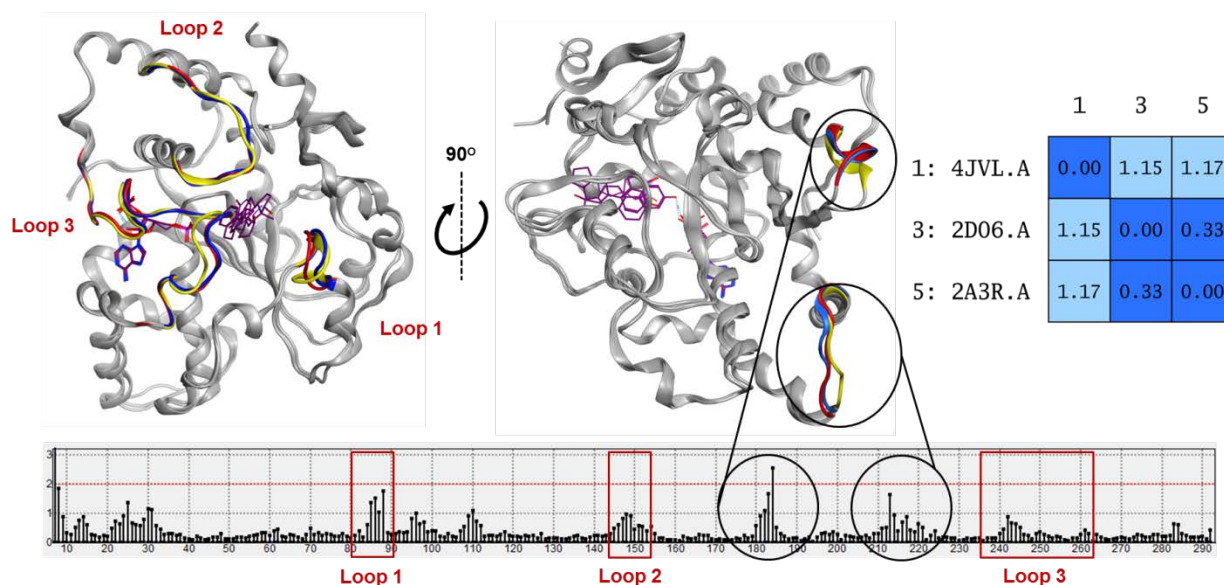 Loop 2
Loop 3
Loop 1
90°
1 3 5
1: 4JVL.A 0.00 1.15 1.17
3: 2D06.A 1.15 0.00 0.33
5: 2A3R.A 1.17 0.33 0.00
3
2
1
0
10 20 30 40 50 60 70 80 90 100 110 120 130 140 150 160 170 180 190 200 210 220 230 240 250 260 270 280 290
Loop 1 Loop 2 Loop 3